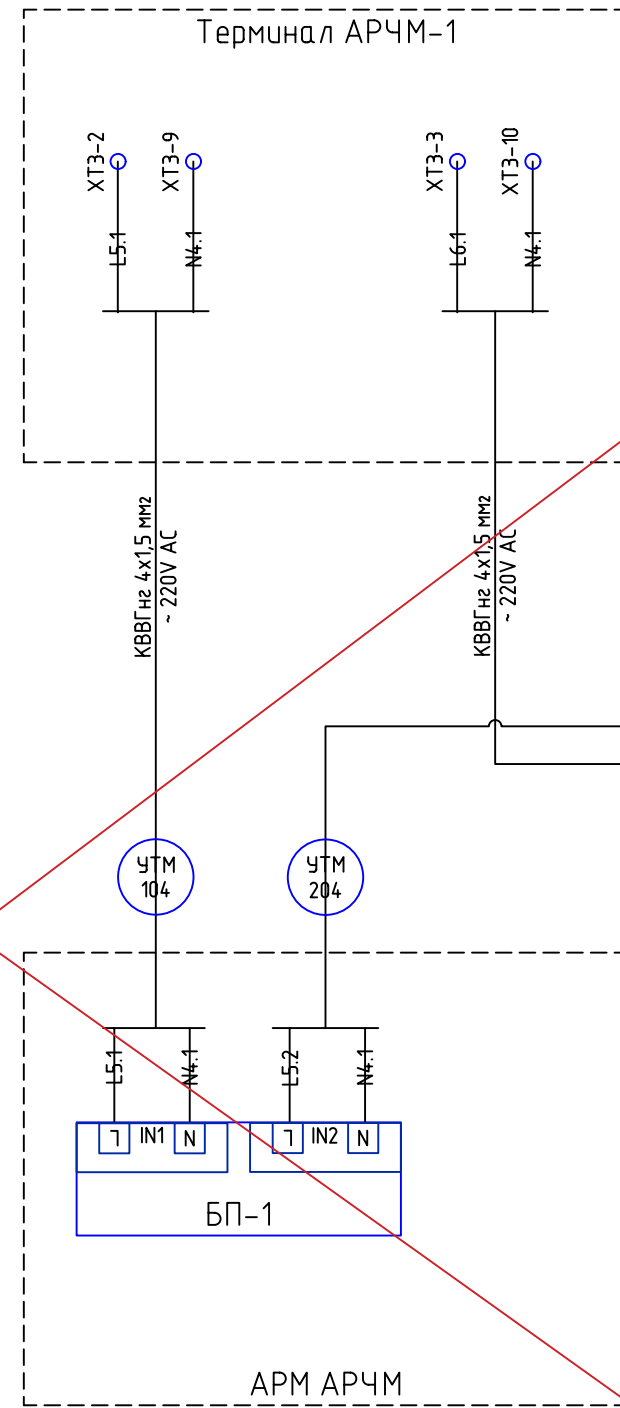 Терминал АРЧМ-1
ХТ3-2
ХТ3-9
ХТ3-3
ХТ3-10
L5.1
N4.1
L6.1
N4.1
КВВГнг 4х1,5 мм2
~ 220V AC
КВВГнг 4х1,5 мм2
~ 220V AC
УТМ
104
УТМ
204
L5.1
N4.1
L5.2
N4.1
L IN1 N
L IN2 N
БП-1
АРМ АРЧМ